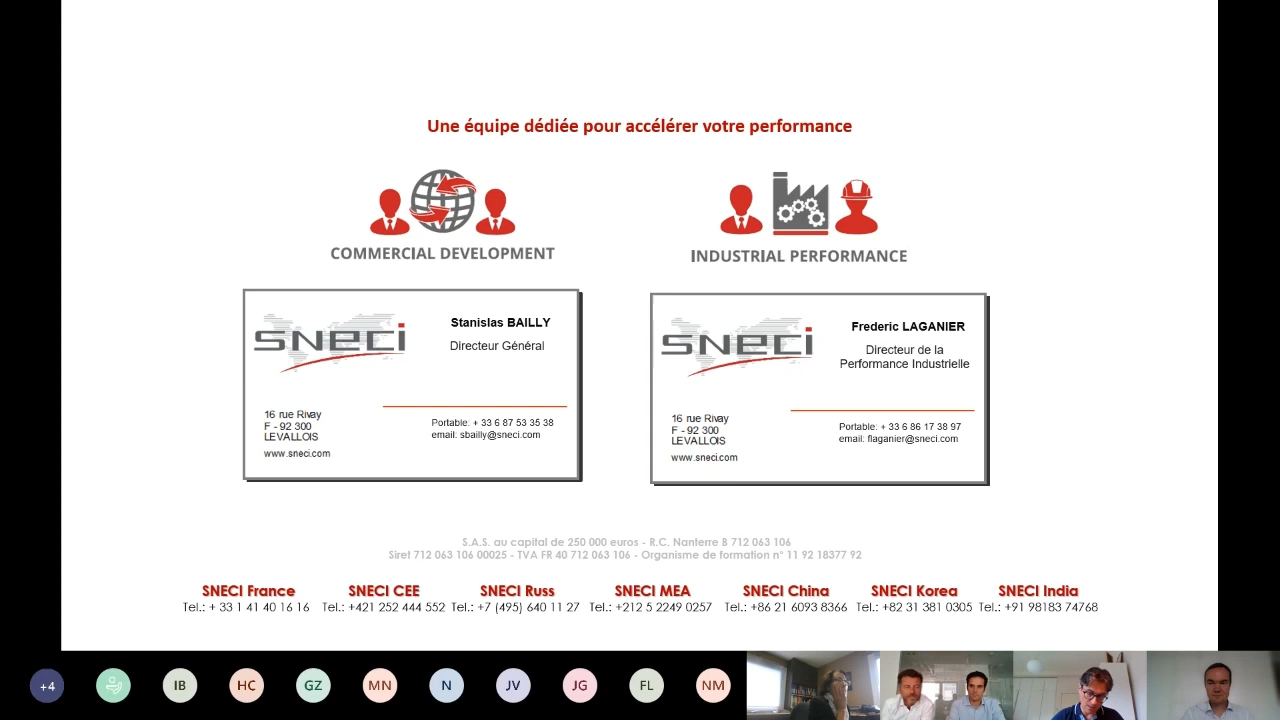 Une équipe dédiée pour accélérer votre performance
COMMERCIAL DEVELOPMENT
INDUSTRIAL PERFORMANCE
sneci
Stanislas BAILLY
Directeur Général
16 rue Rivay
F - 92 300
LEVALLOIS
www.sneci.com
Portable: + 33 6 87 53 35 38
email: sbailly@sneci.com
sneci
Frederic LAGANIER
Directeur de la
Performance Industrielle
16 rue Rivay
F - 92 300
LEVALLOIS
www.sneci.com
Portable: + 33 6 86 17 38 97
email: flaganier@sneci.com
S.A.S. au capital de 250 000 euros - R.C. Nanterre B 712 063 106
Siret 712 063 106 00025 - TVA FR 40 712 063 106 - Organisme de formation n° 11 92 18377 92
SNECI France SNECI CEE SNECI Russ SNECI MEA SNECI China SNECI Korea SNECI India
Tel.: + 33 1 41 40 16 16 Tel.: +421 252 444 552 Tel.: +7 (495) 640 11 27 Tel.: +212 5 2249 0257 Tel.: +86 21 6093 8366 Tel.: +82 31 381 0305 Tel.: +91 98183 74768
+4 IB HC GZ MN N JV JG FL NM